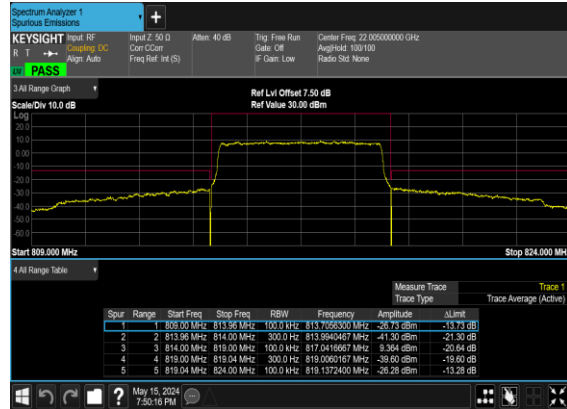 Spectrum Analyzer 1
Spurious Emissions
KEYSIGHT Input: RF Input Z: 50 Ω Atten: 40 dB Trig: Free Run Center Freq: 22.005000000 GHz
R T Coupling: DC Corr CCorr Gate: Off Avg|Hold: 100/100
Align: Auto Freq Ref: Int (S) IF Gain: Low Radio Std: None
PASS
3 All Range Graph
Ref Lvl Offset 7.50 dB
Scale/Div 10.0 dB Ref Value 30.00 dBm
Log
20.0
10.0
0.00
-10.0
-20.0
-30.0
-40.0
-50.0
-60.0
Start 809.000 MHz Stop 824.000 MH
4 All Range Table
Measure Trace Trace 1
Trace Type Trace Average (Active)
Spur Range Start Freq Stop Freq RBW Frequency Amplitude ΔLimit
1 1 809.00 MHz 813.96 MHz 100.0 kHz 813.7056300 MHz -26.73 dBm -13.73 dB
2 2 813.96 MHz 814.00 MHz 300.0 Hz 813.9940467 MHz -41.30 dBm -21.30 dB
3 3 814.00 MHz 819.00 MHz 100.0 kHz 817.0416667 MHz 9.364 dBm -20.64 dB
4 4 819.00 MHz 819.04 MHz 300.0 Hz 819.0060167 MHz -39.60 dBm -19.60 dB
5 5 819.04 MHz 824.00 MHz 100.0 kHz 819.1372400 MHz -26.28 dBm -13.28 dB
May 15, 2024
7:50:16 PM